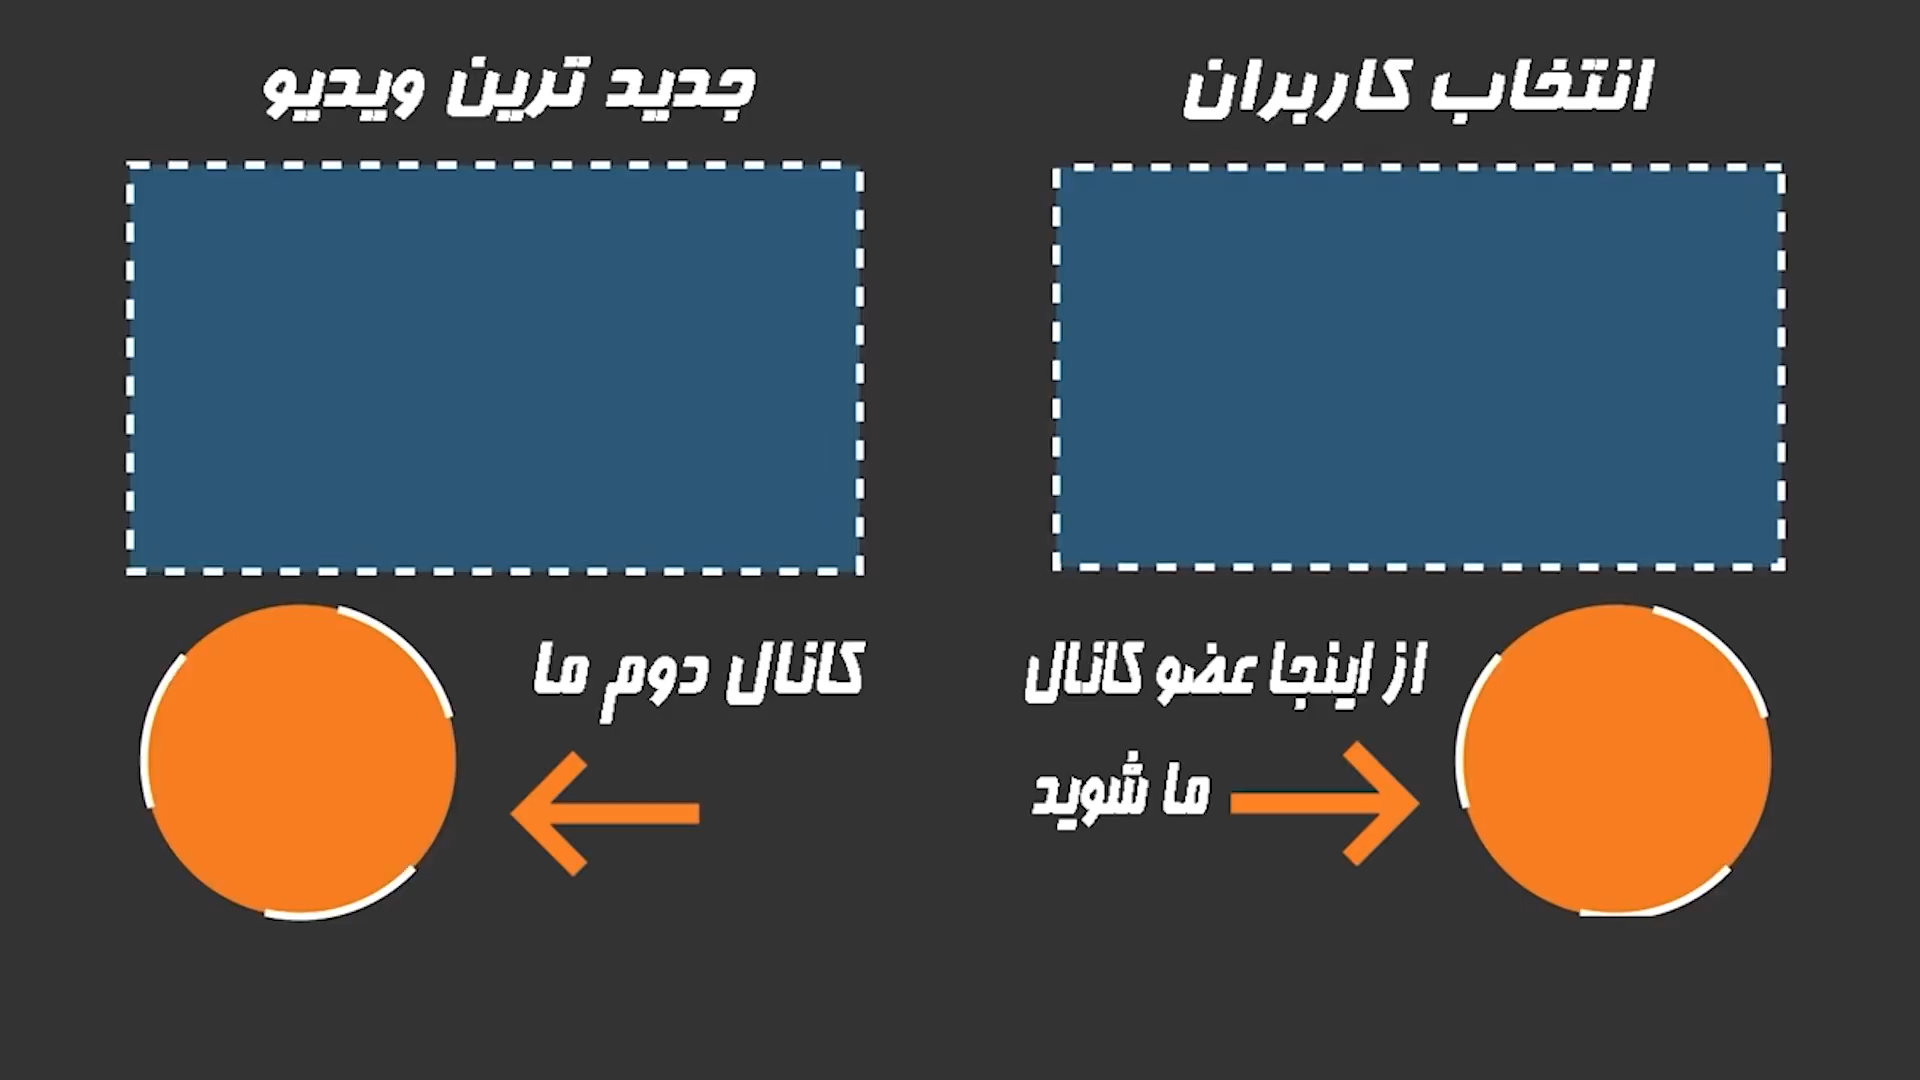 انتخاب کاربران
جدید ترین ویدیو
از اینجا عضو کانال
ما شوید
کانال دوم ما